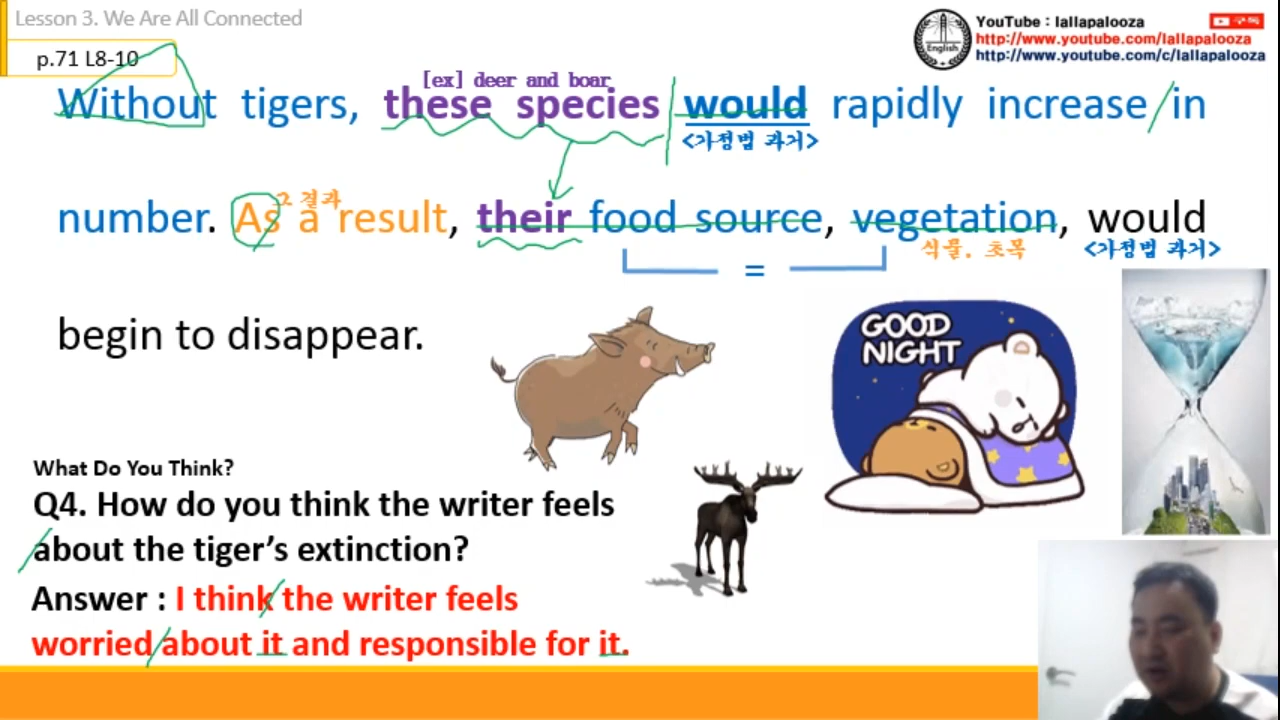 Lesson 3. We Are All Connected
YouTube : lallapalooza
구독
http://www.youtube.com/lallapalooza
http://www.youtube.com/c/lallapalooza
English
p.71 L8-10
[ex] deer and boar
Without tigers, these species would rapidly increase in
<가정법 과거>
그 결과
number. As a result, their food source, vegetation, would
식물, 초목
<가정법 과거>
=
begin to disappear.
GOOD
NIGHT
What Do You Think?
Q4. How do you think the writer feels
about the tiger's extinction?
Answer : I think the writer feels
worried about it and responsible for it.